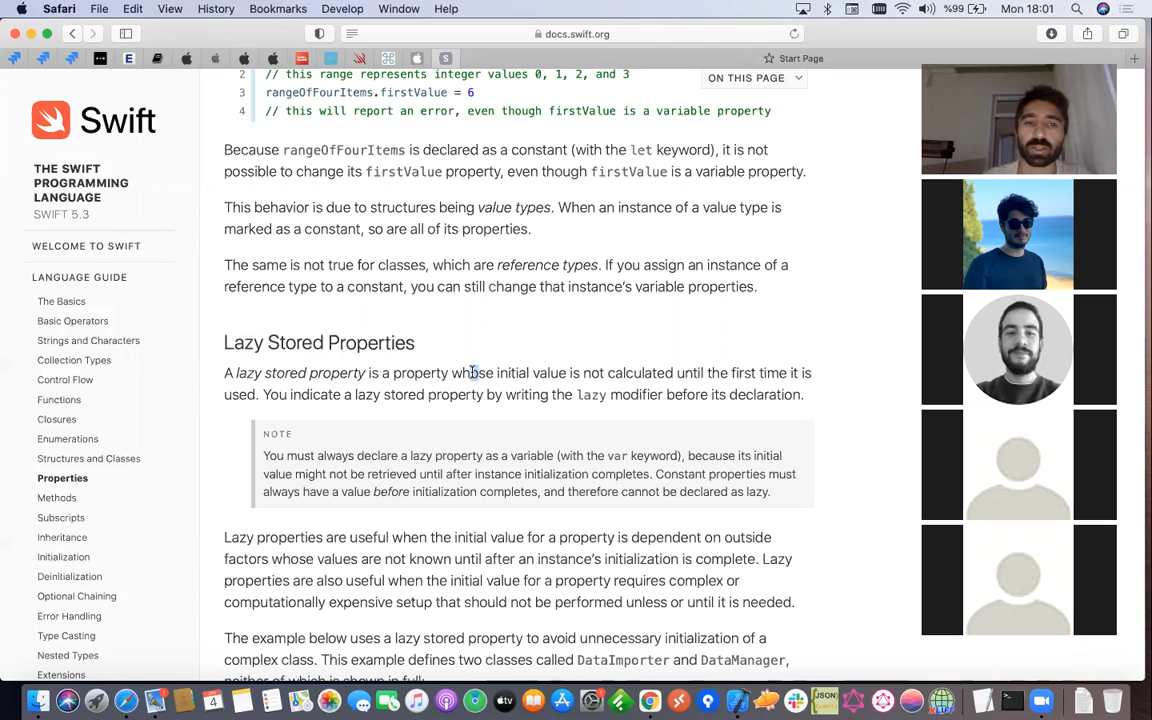 Safari File Edit View History Bookmarks Develop Window Help %99 Mon 18:01
docs.swift.org
Start Page
Swift
THE SWIFT
PROGRAMMING
LANGUAGE
SWIFT 5.3
WELCOME TO SWIFT
LANGUAGE GUIDE
The Basics
Basic Operators
Strings and Characters
Collection Types
Control Flow
Functions
Closures
Enumerations
Structures and Classes
Properties
Methods
Subscripts
Inheritance
Initialization
Deinitialization
Optional Chaining
Error Handling
Type Casting
Nested Types
Extensions
ON THIS PAGE
2 // this range represents integer values 0, 1, 2, and 3
3 rangeOfFourItems.firstValue = 6
4 // this will report an error, even though firstValue is a variable property
Because rangeOfFourItems is declared as a constant (with the let keyword), it is not
possible to change its firstValue property, even though firstValue is a variable property.
This behavior is due to structures being value types. When an instance of a value type is
marked as a constant, so are all of its properties.
The same is not true for classes, which are reference types. If you assign an instance of a
reference type to a constant, you can still change that instance's variable properties.
Lazy Stored Properties
A lazy stored property is a property whose initial value is not calculated until the first time it is
used. You indicate a lazy stored property by writing the lazy modifier before its declaration.
NOTE
You must always declare a lazy property as a variable (with the var keyword), because its initial
value might not be retrieved until after instance initialization completes. Constant properties must
always have a value before initialization completes, and therefore cannot be declared as lazy.
Lazy properties are useful when the initial value for a property is dependent on outside
factors whose values are not known until after an instance's initialization is complete. Lazy
properties are also useful when the initial value for a property requires complex or
computationally expensive setup that should not be performed unless or until it is needed.
The example below uses a lazy stored property to avoid unnecessary initialization of a
complex class. This example defines two classes called DataImporter and DataManager,
neither of which is shown in full: